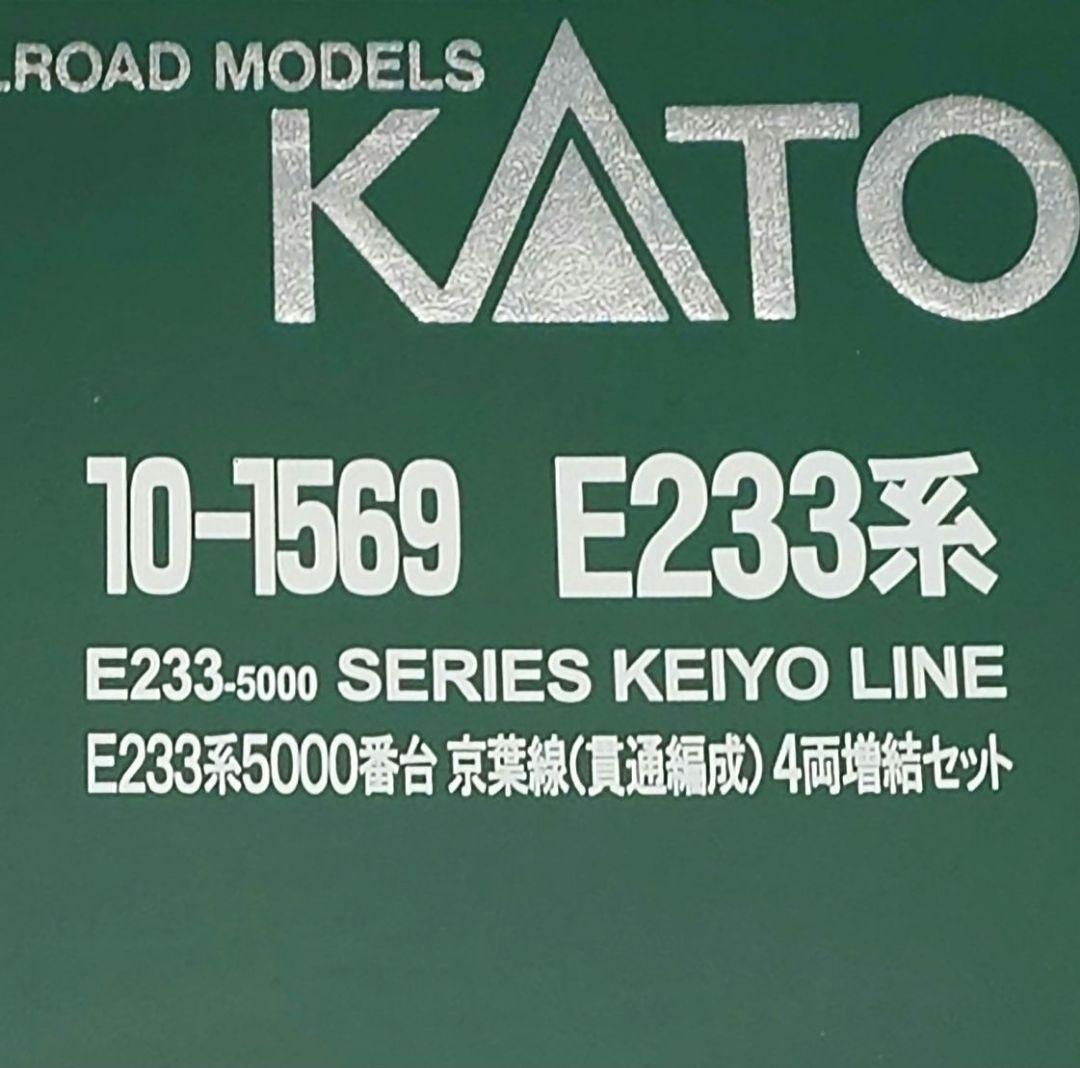 .ROAD MODELS
KATO
10-1569 E233系
E233-5000 SERIES KEIYO LINE
E233系5000番台 京葉線(貫通編成) 4両増結セット